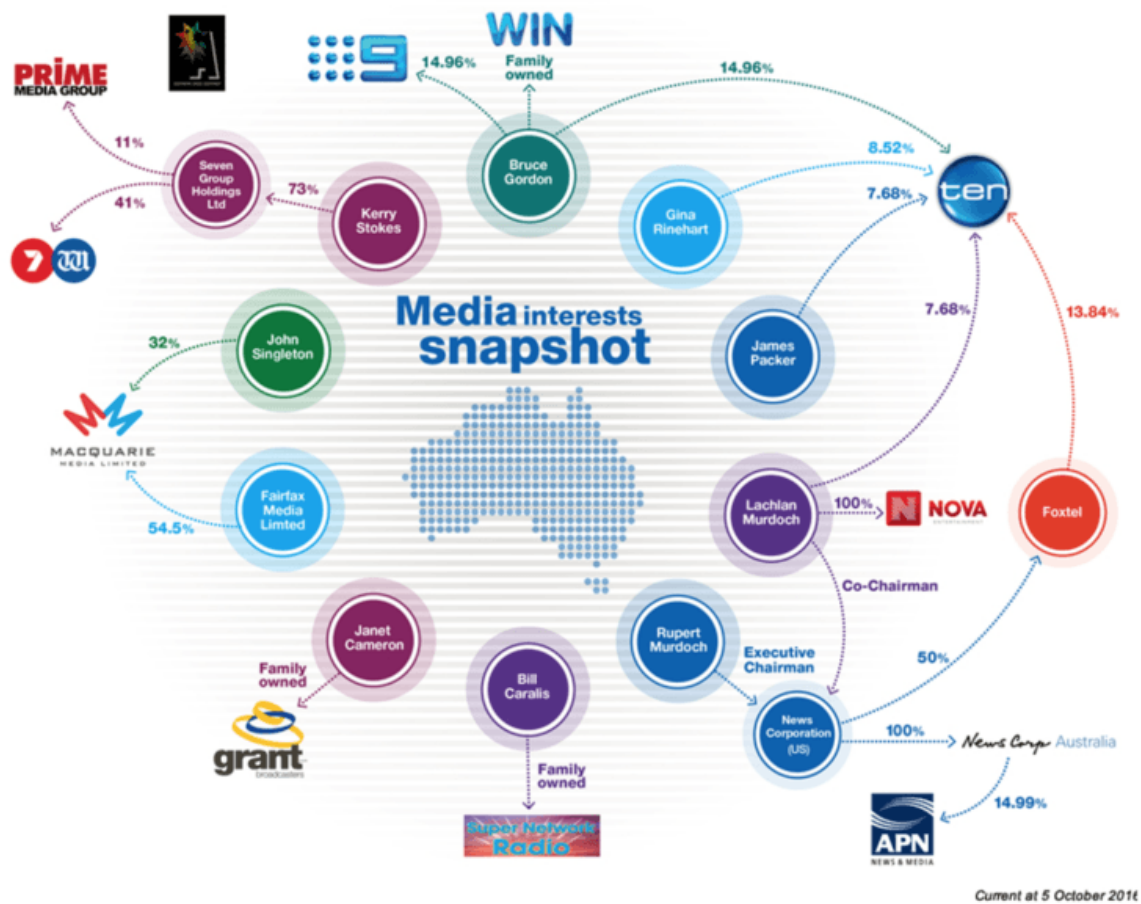 WIN
Family
owned
14.96%
14.96%
9
PRiME
MEDIA GROUP
11%
41%
Seven
Group
Holdings
Ltd
73%
Kerry
Stokes
Bruce
Gordon
Gina
Rinehart
8.52%
7.68%
ten
7
Media interests
snapshot
John
Singleton
32%
James
Packer
7.68%
13.84%
MACQUARIE
MEDIA LIMITED
54.5%
Fairfax
Media
Limted
Lachlan
Murdoch
100%
N NOVA
ENTERTAINMENT
Foxtel
Co-Chairman
Janet
Cameron
Family
owned
grant
broadcasters
Bill
Caralis
Family
owned
Super Network
Radio
Rupert
Murdoch
Executive
Chairman
News
Corporation
(US)
50%
100%
News Corp Australia
14.99%
APN
NEWS & MEDIA
Current at 5 October 2016